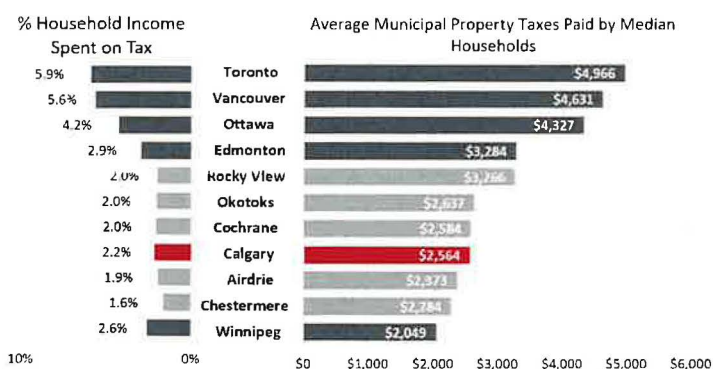 % Household Income
Spent on Tax
Average Municipal Property Taxes Paid by Median
Households
5.9% Toronto $4,966
5.6% Vancouver $4,631
4.2% Ottawa $4,327
2.9% Edmonton $3,284
2.0% Rocky View $3,266
2.0% Okotoks $2,637
2.0% Cochrane $2,584
2.2% Calgary $2,564
1.9% Airdrie $2,373
1.6% Chestermere
2.6% Winnipeg $2,049
10% 0% $0 $1,000 $2,000 $3,000 $4,000 $5,000 $6,000